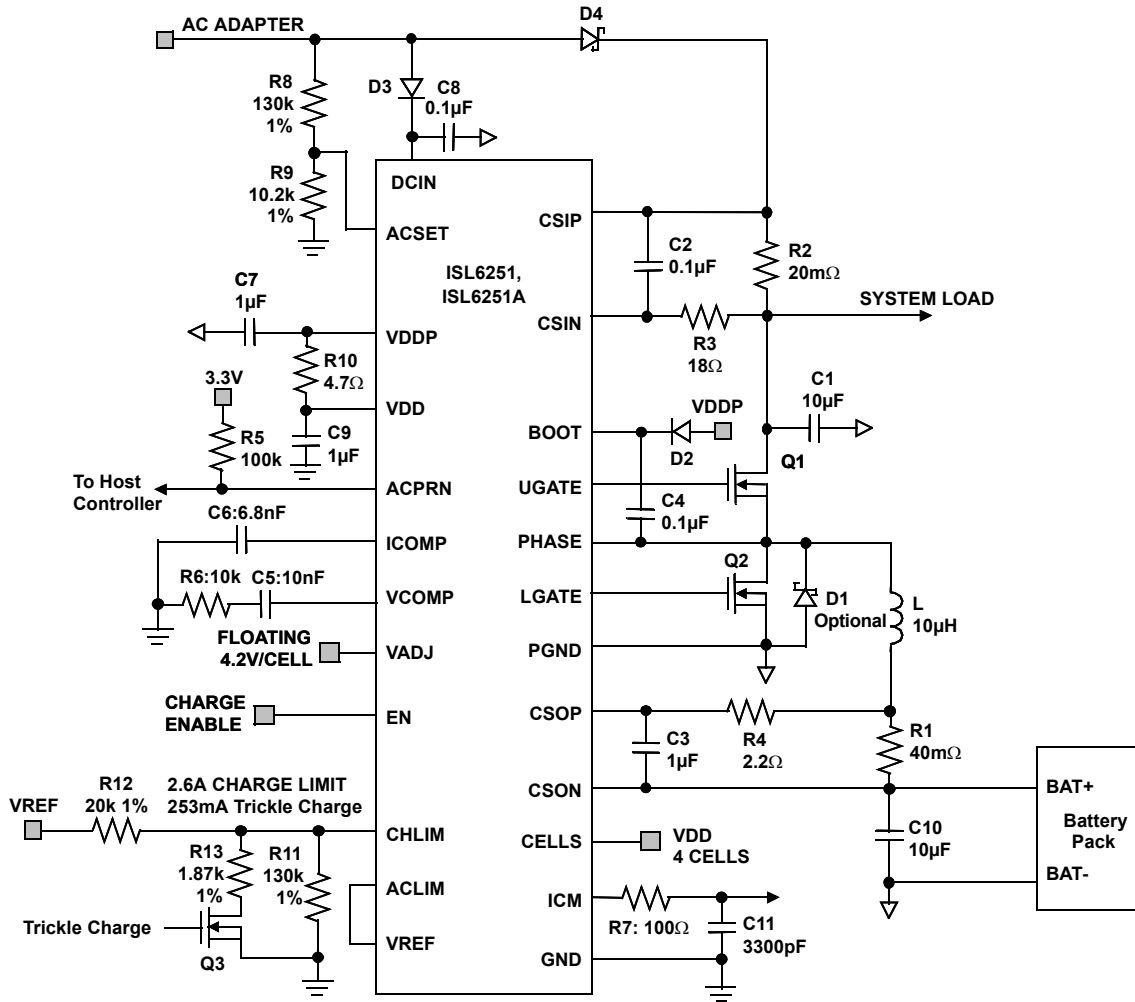 D4
AC ADAPTER
R8
130k
1%
D3
C8
0.1µF
R9
10.2k
1%
DCIN
ACSET
CSIP
C2
0.1µF
R2
20mΩ
ISL6251,
ISL6251A
C7
1µF
VDDP
CSIN
R3
18Ω
SYSTEM LOAD
R10
4.7Ω
3.3V
VDD
C1
10µF
R5
100k
C9
1µF
BOOT
VDDP
D2
Q1
To Host
Controller
ACPRN
UGATE
C4
0.1µF
C6:6.8nF
ICOMP
PHASE
Q2
R6:10k
C5:10nF
VCOMP
LGATE
D1
Optional
L
10µH
FLOATING
4.2V/CELL
VADJ
PGND
CHARGE
ENABLE
EN
CSOP
R4
2.2Ω
C3
1µF
R1
40mΩ
CSON
BAT+
R12
20k 1%
2.6A CHARGE LIMIT
253mA Trickle Charge
VREF
CHLIM
CELLS
VDD
4 CELLS
C10
10µF
Battery
Pack
BAT-
R13
1.87k
1%
R11
130k
1%
ACLIM
ICM
R7: 100Ω
C11
3300pF
Trickle Charge
Q3
VREF
GND